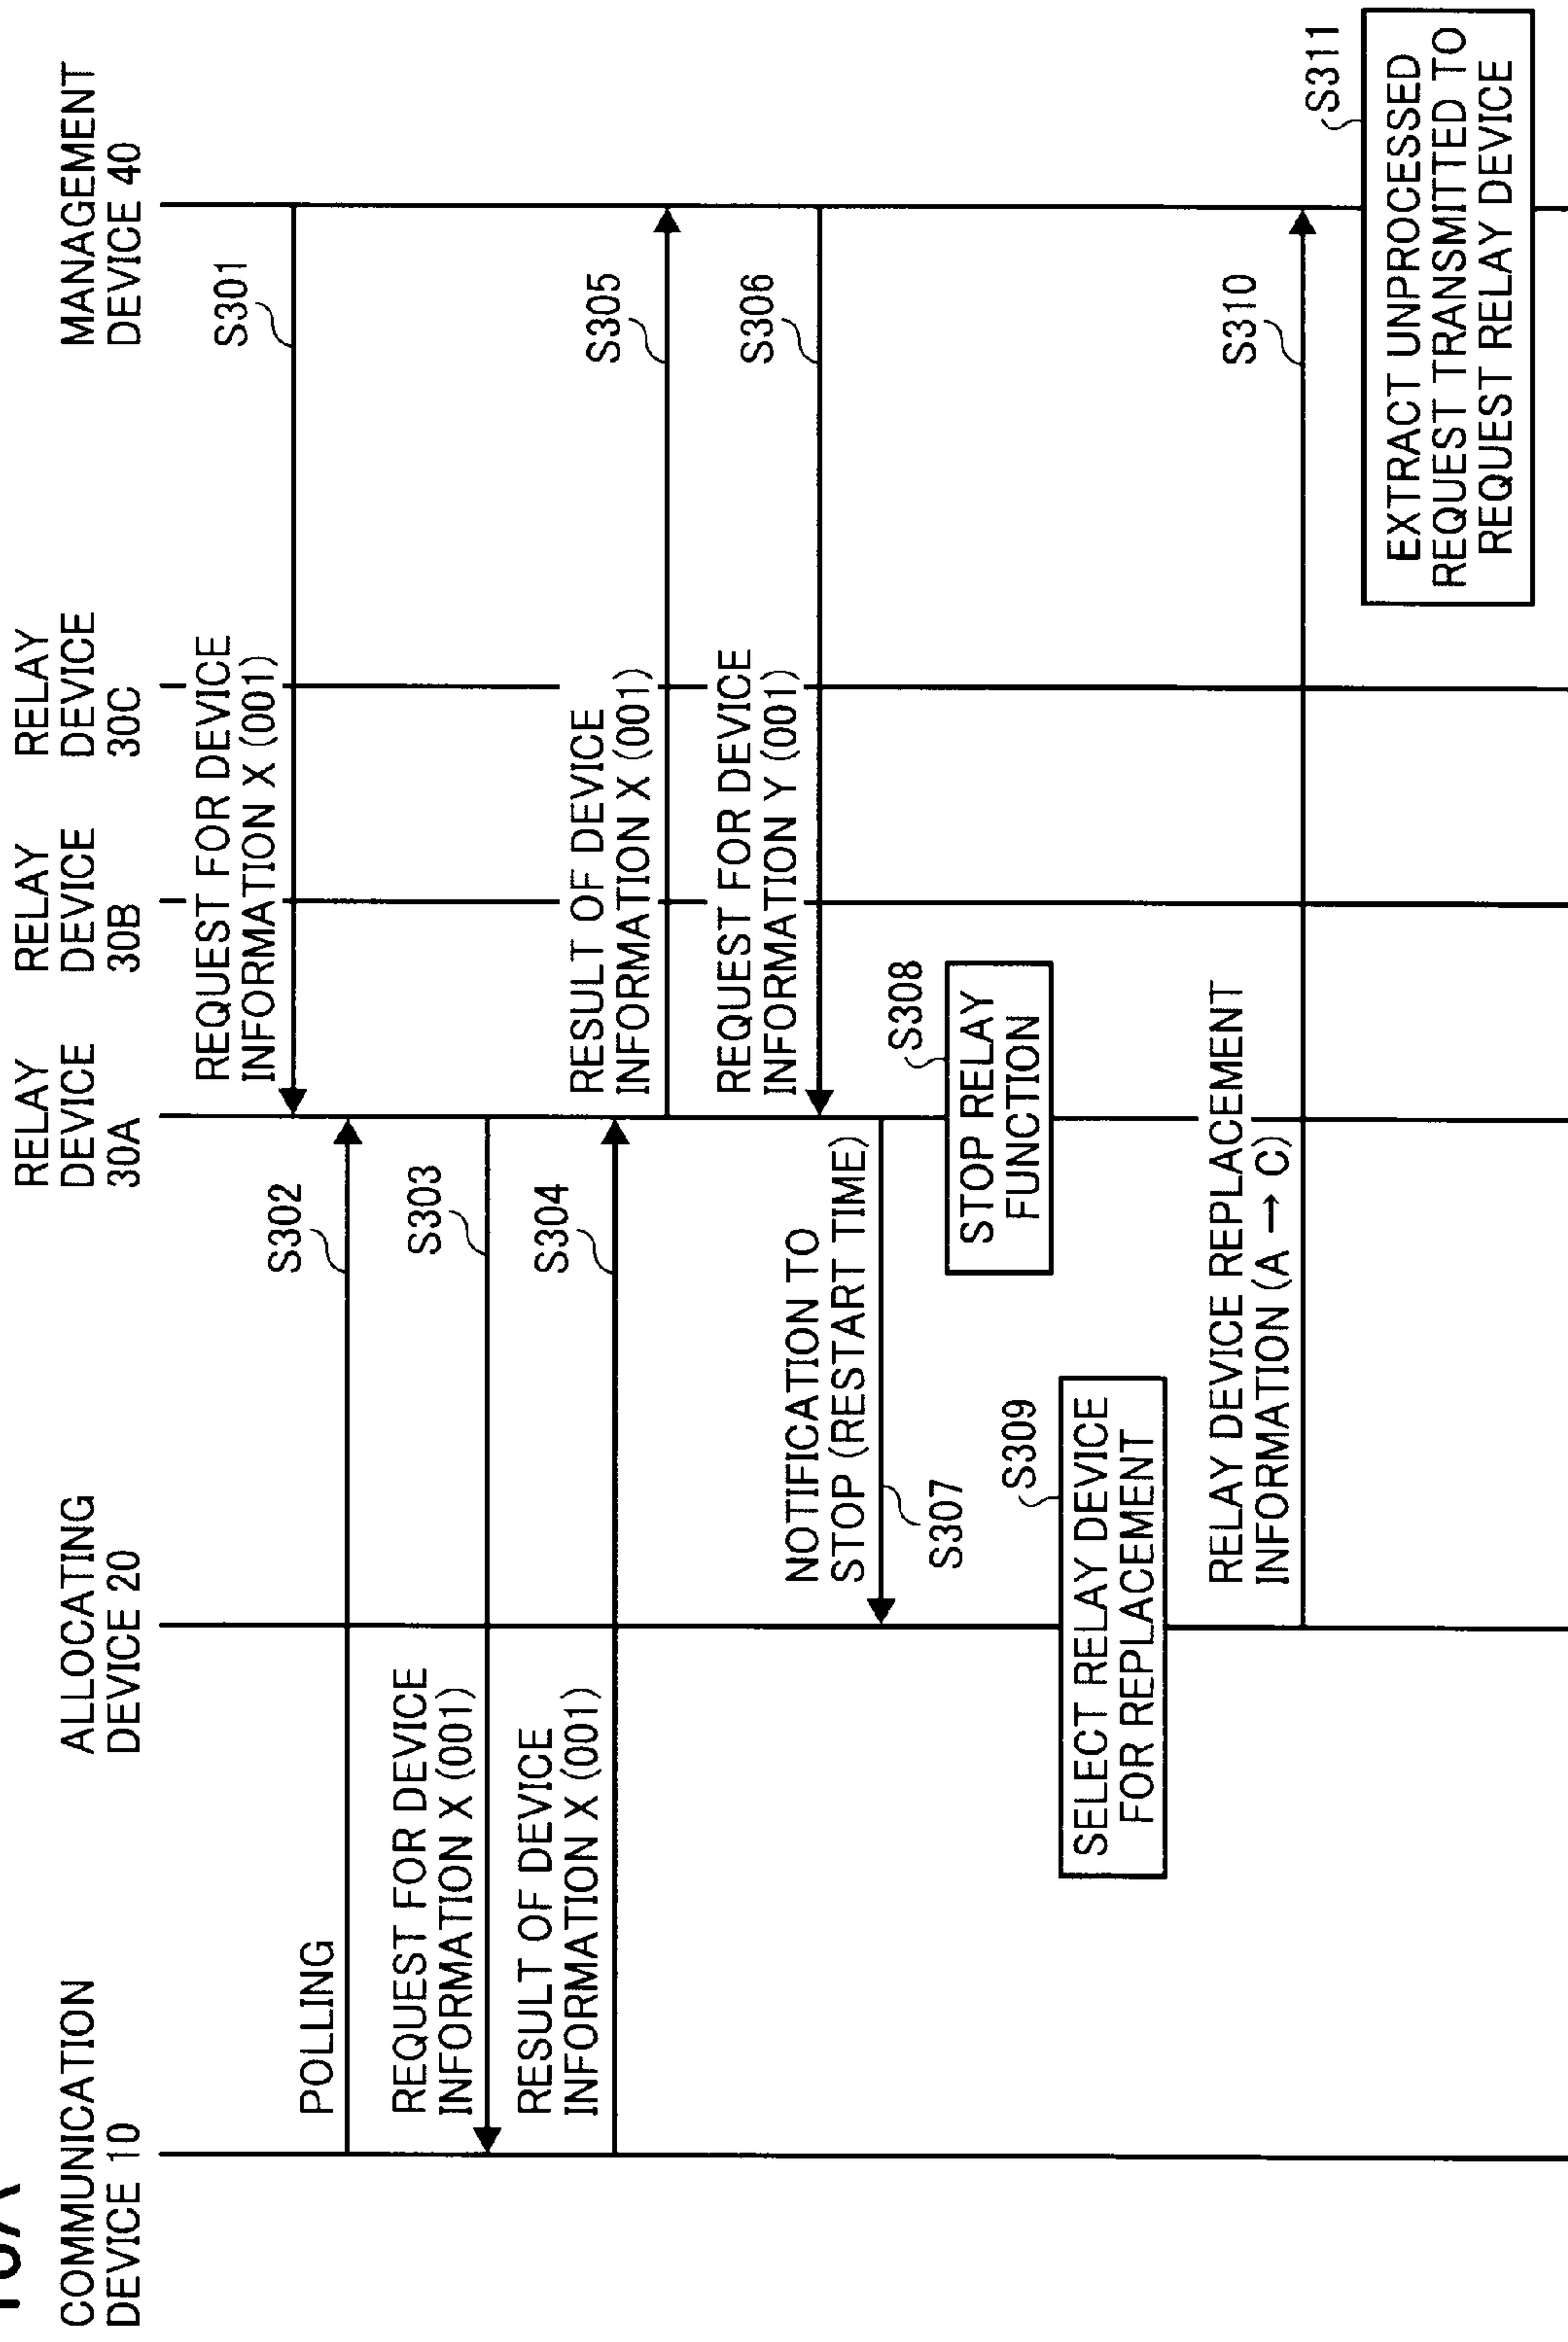 COMMUNICATION
DEVICE 10
ALLOCATING
DEVICE 20
RELAY
DEVICE
30A
RELAY
DEVICE
30B
RELAY
DEVICE
30C
MANAGEMENT
DEVICE 40
REQUEST FOR DEVICE
INFORMATION X (001)
S301
POLLING
S302
REQUEST FOR DEVICE
INFORMATION X (001)
S303
RESULT OF DEVICE
INFORMATION X (001)
S304
RESULT OF DEVICE
INFORMATION X (001)
S305
REQUEST FOR DEVICE
INFORMATION Y (001)
S306
NOTIFICATION TO
STOP (RESTART TIME)
S307
S308
STOP RELAY
FUNCTION
S309
SELECT RELAY DEVICE
FOR REPLACEMENT
RELAY DEVICE REPLACEMENT
INFORMATION (A → C)
S310
S311
EXTRACT UNPROCESSED
REQUEST TRANSMITTED TO
REQUEST RELAY DEVICE